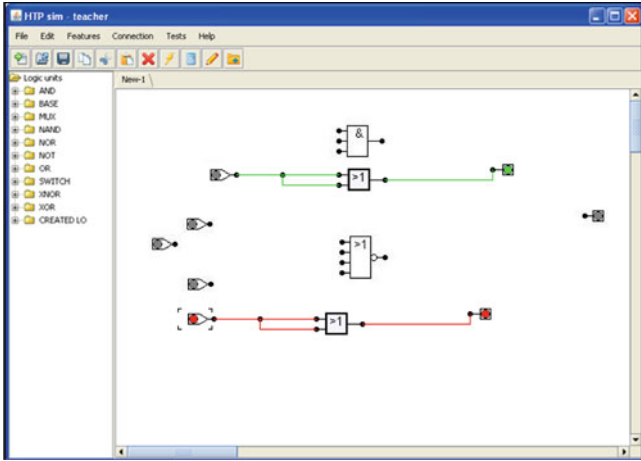 HTP sim - teacher
File Edit Features Connection Tests Help
Logic units
New-1
AND
BASE
MUX
NAND
NOR
NOT
OR
SWITCH
XNOR
XOR
CREATED LO
&
>1
>1
>1